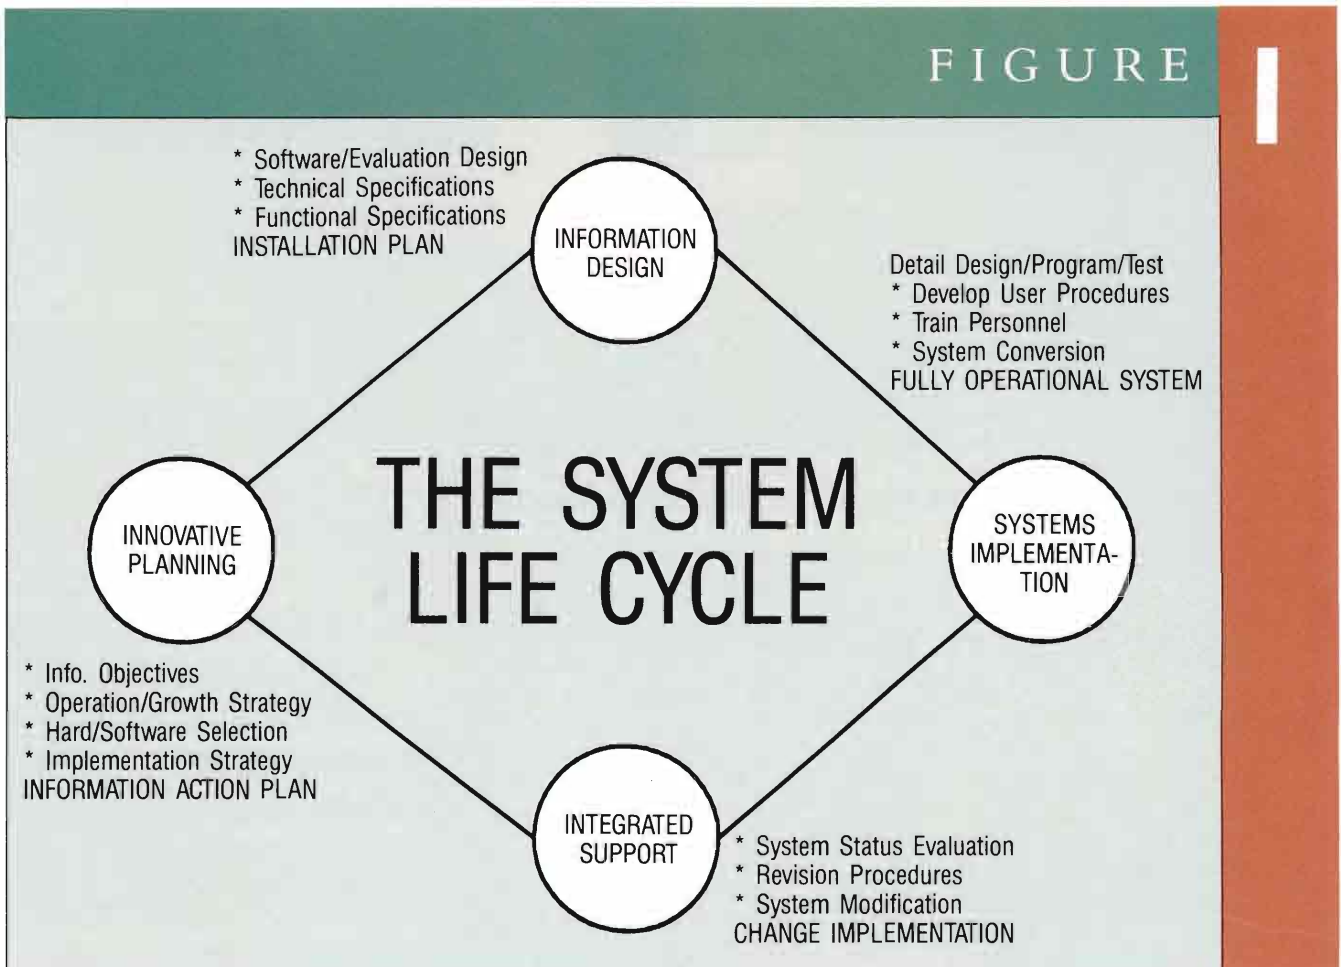 FIGURE I
* Software/Evaluation Design
* Technical Specifications
* Functional Specifications
INSTALLATION PLAN
INFORMATION
DESIGN
Detail Design/Program/Test
* Develop User Procedures
* Train Personnel
* System Conversion
FULLY OPERATIONAL SYSTEM
THE SYSTEM
LIFE CYCLE
INNOVATIVE
PLANNING
SYSTEMS
IMPLEMENTA-
TION
* Info. Objectives
* Operation/Growth Strategy
* Hard/Software Selection
* Implementation Strategy
INFORMATION ACTION PLAN
INTEGRATED
SUPPORT
* System Status Evaluation
* Revision Procedures
* System Modification
CHANGE IMPLEMENTATION